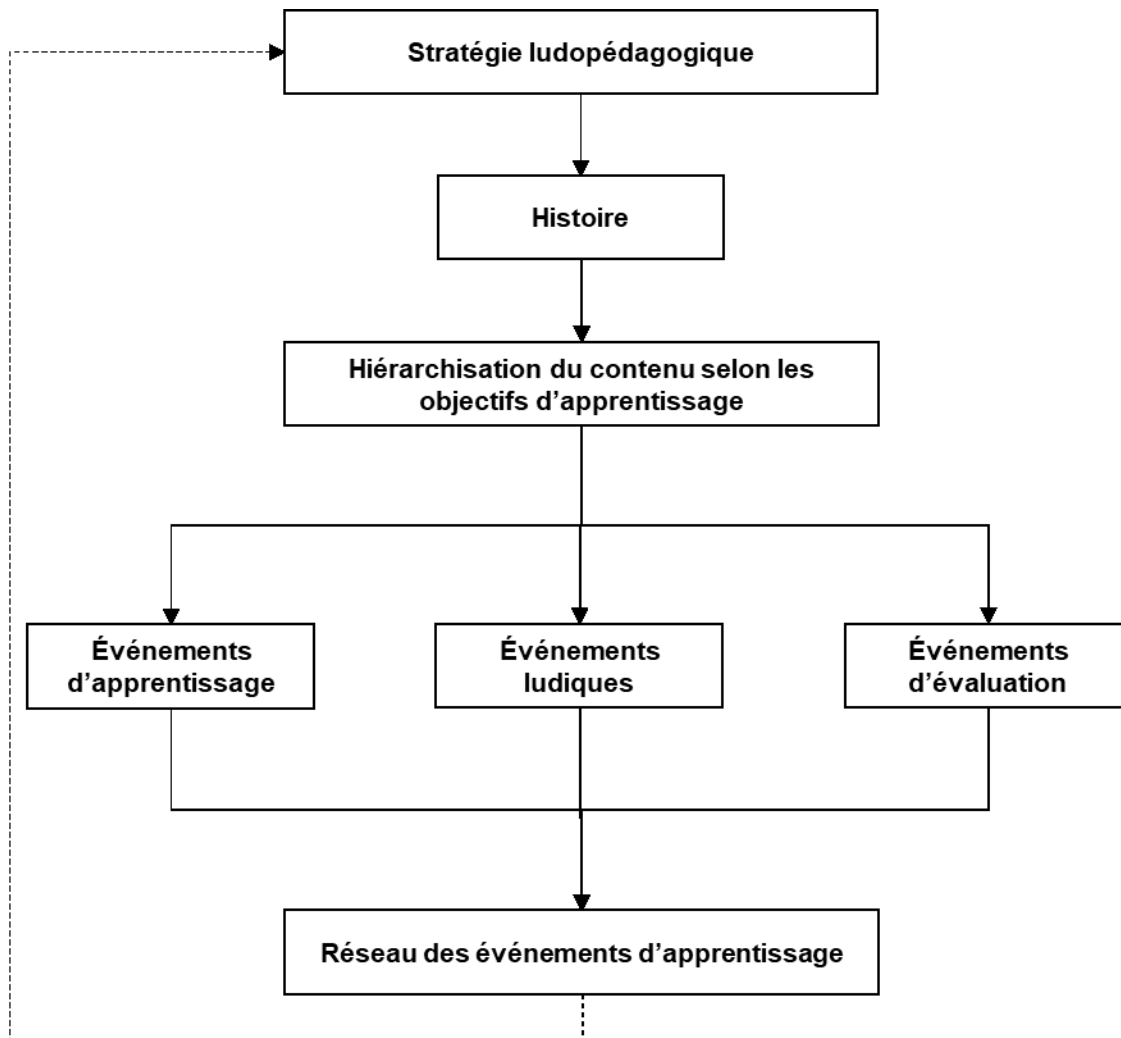 Stratégie ludopédagogique
Histoire
Hiérarchisation du contenu selon les
objectifs d’apprentissage
Événements
d’apprentissage
Événements
ludiques
Événements
d’évaluation
Réseau des événements d’apprentissage